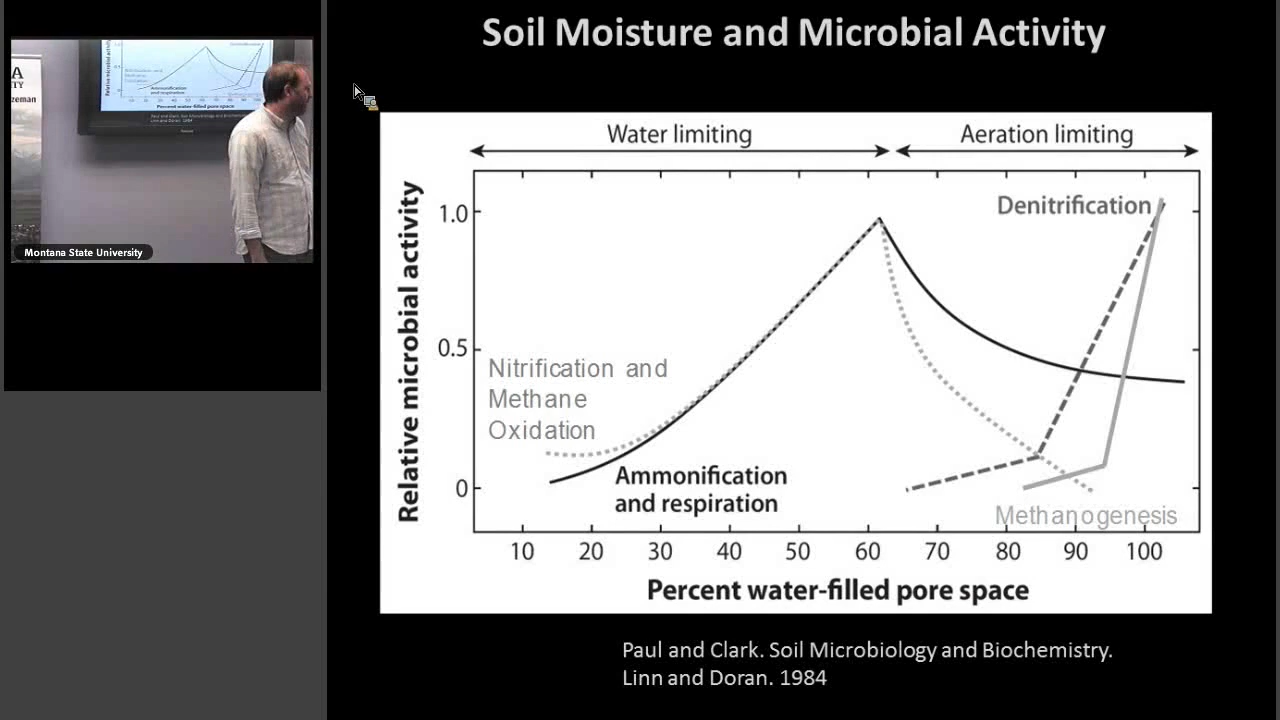 Soil Moisture and Microbial Activity
A
TY
zeman
Montana State University
Water limiting
Aeration limiting
Relative microbial activity
1.0
0.5
0
Denitrification
Nitrification and
Methane
Oxidation
Ammonification
and respiration
Methanogenesis
10 20 30 40 50 60 70 80 90 100
Percent water-filled pore space
Paul and Clark. Soil Microbiology and Biochemistry.
Linn and Doran. 1984